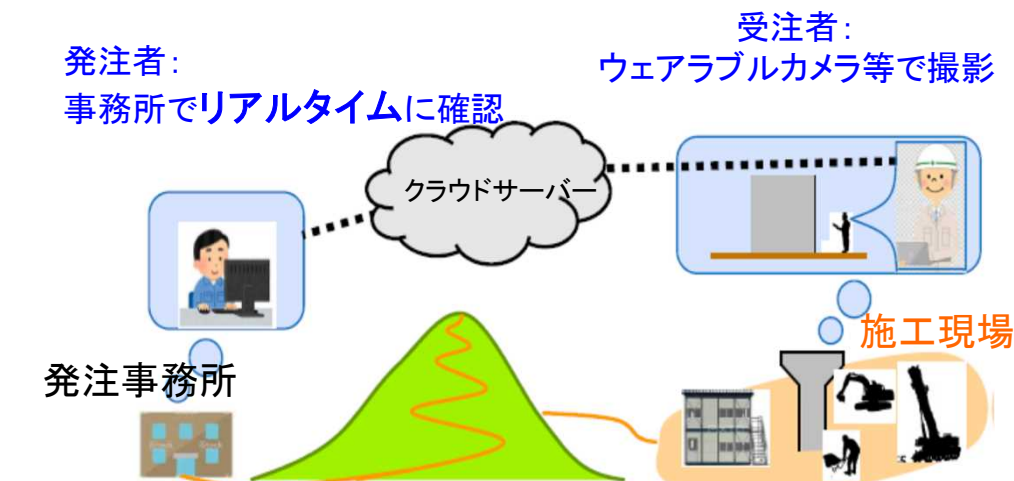 発注者：
事務所でリアルタイムに確認
受注者：
ウェアラブルカメラ等で撮影
クラウドサーバー
施工現場
発注事務所